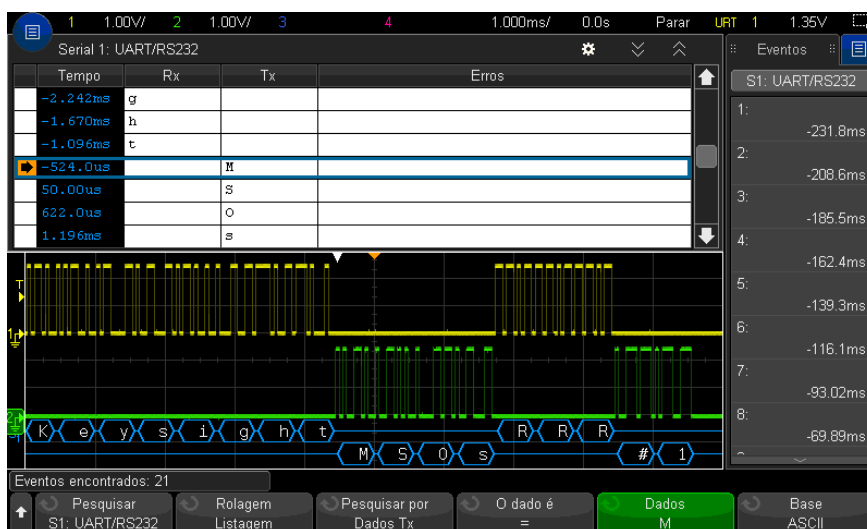 1 1.00V/ 2 1.00V/ 3 4 1.000ms/ 0.0s Parar URT 1 1.35V
Serial 1: UART/RS232
Tempo Rx Tx Erros
-2.242ms g
-1.670ms h
-1.096ms t
-524.0us M
50.00us S
622.0us O
1.196ms s
Eventos
S1: UART/RS232
1:
-231.8ms
2:
-208.6ms
3:
-185.5ms
4:
-162.4ms
5:
-139.3ms
6:
-116.1ms
7:
-93.02ms
8:
-69.89ms
T
1
2
K e y s i g h t R R R
M S O s # 1
Eventos encontrados: 21
Pesquisar
S1: UART/RS232
Rolagem
Listagem
Pesquisar por
Dados Tx
O dado é
=
Dados
M
Base
ASCII